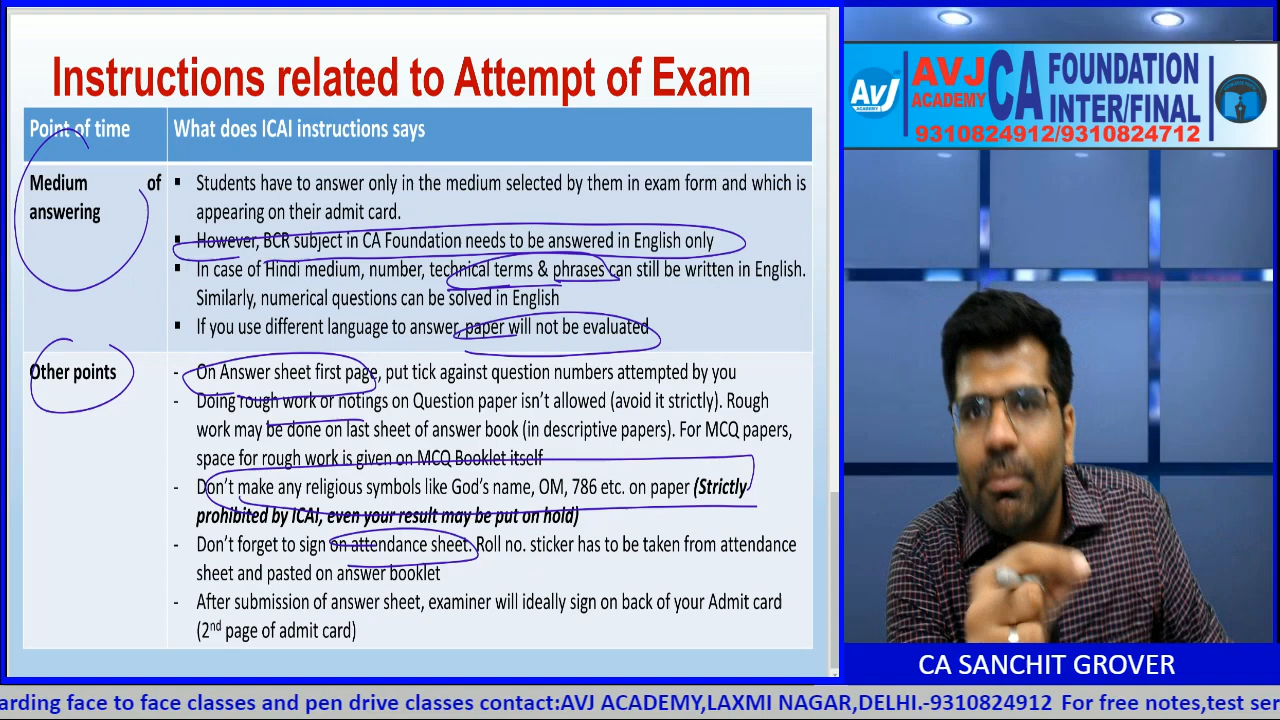 Instructions related to Attempt of Exam
Point of time
What does ICAI instructions says
Medium of
answering
▪ Students have to answer only in the medium selected by them in exam form and which is
appearing on their admit card.
▪ However, BCR subject in CA Foundation needs to be answered in English only
▪ In case of Hindi medium, number, technical terms & phrases can still be written in English.
Similarly, numerical questions can be solved in English
▪ If you use different language to answer, paper will not be evaluated
Other points
- On Answer sheet first page, put tick against question numbers attempted by you
- Doing rough work or notings on Question paper isn't allowed (avoid it strictly). Rough
work may be done on last sheet of answer book (in descriptive papers). For MCQ papers,
space for rough work is given on MCQ Booklet itself
- Don't make any religious symbols like God's name, OM, 786 etc. on paper (Strictly
prohibited by ICAI, even your result may be put on hold)
- Don't forget to sign on attendance sheet. Roll no. sticker has to be taken from attendance
sheet and pasted on answer booklet
- After submission of answer sheet, examiner will ideally sign on back of your Admit card
(2nd page of admit card)
AVJ
ACADEMY
AVJ
ACADEMY
CA
FOUNDATION
INTER/FINAL
9310824912/9310824712
CA SANCHIT GROVER
arding face to face classes and pen drive classes contact:AVJ ACADEMY,LAXMI NAGAR,DELHI.-9310824912 For free notes,test ser